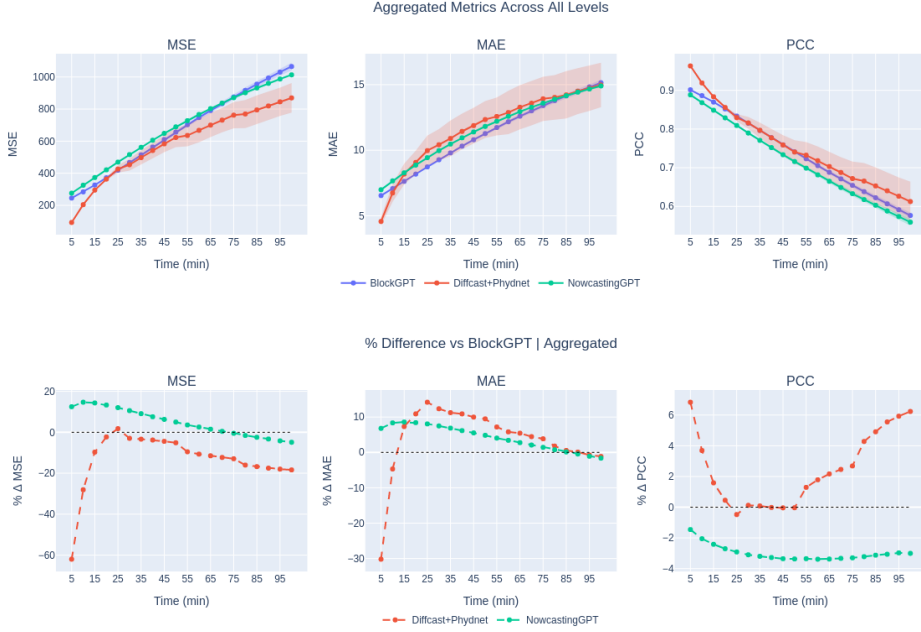 Aggregated Metrics Across All Levels
MSE MAE PCC
MSE
1000
800
600
400
200
5 15 25 35 45 55 65 75 85 95
Time (min)
MAE
15
10
5
5 15 25 35 45 55 65 75 85 95
Time (min)
PCC
0.9
0.8
0.7
0.6
5 15 25 35 45 55 65 75 85 95
Time (min)
BlockGPT Diffcast+Phydnet NowcastingGPT
% Difference vs BlockGPT | Aggregated
MSE MAE PCC
% Δ MSE
20
0
−20
−40
−60
5 15 25 35 45 55 65 75 85 95
Time (min)
% Δ MAE
10
0
−10
−20
−30
5 15 25 35 45 55 65 75 85 95
Time (min)
% Δ PCC
6
4
2
0
−2
−4
5 15 25 35 45 55 65 75 85 95
Time (min)
Diffcast+Phydnet NowcastingGPT